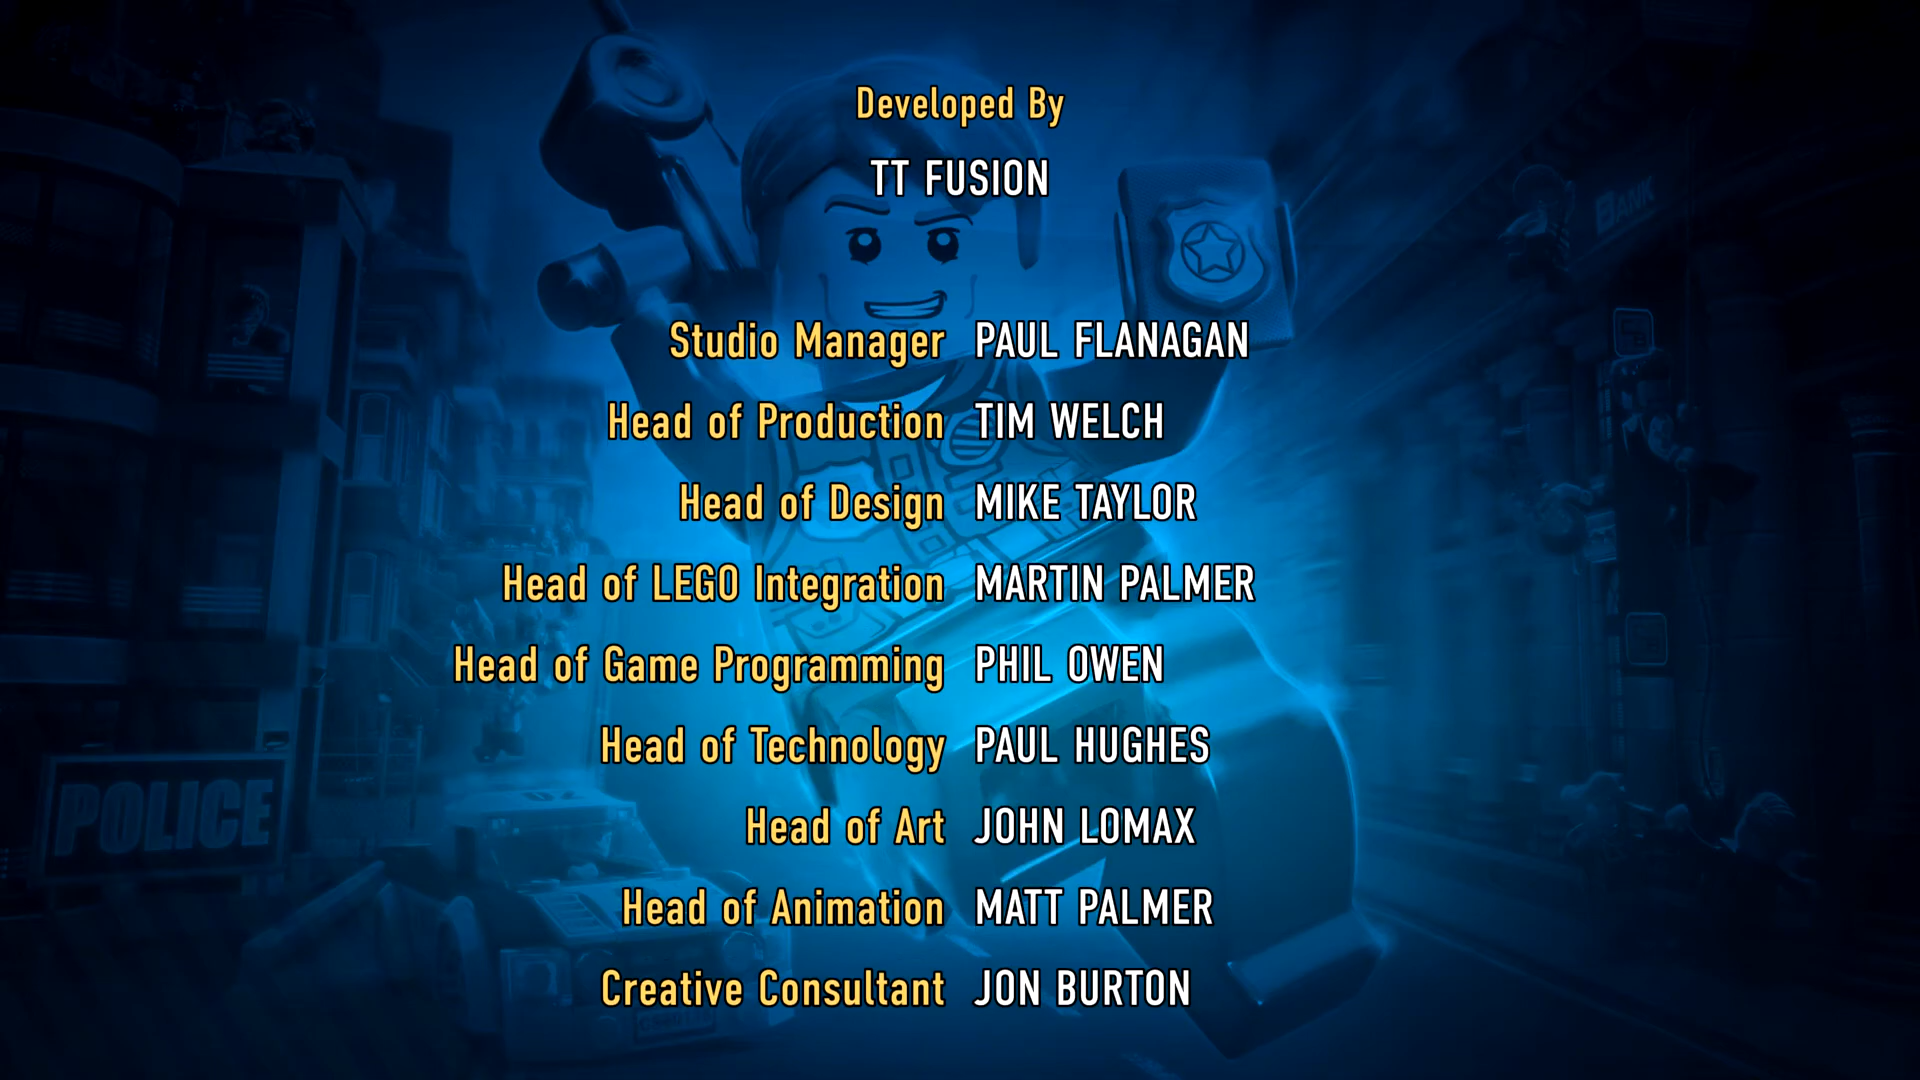 Developed By
TT FUSION
Studio Manager PAUL FLANAGAN
Head of Production TIM WELCH
Head of Design MIKE TAYLOR
Head of LEGO Integration MARTIN PALMER
Head of Game Programming PHIL OWEN
Head of Technology PAUL HUGHES
Head of Art JOHN LOMAX
Head of Animation MATT PALMER
Creative Consultant JON BURTON
BANK
POLICE